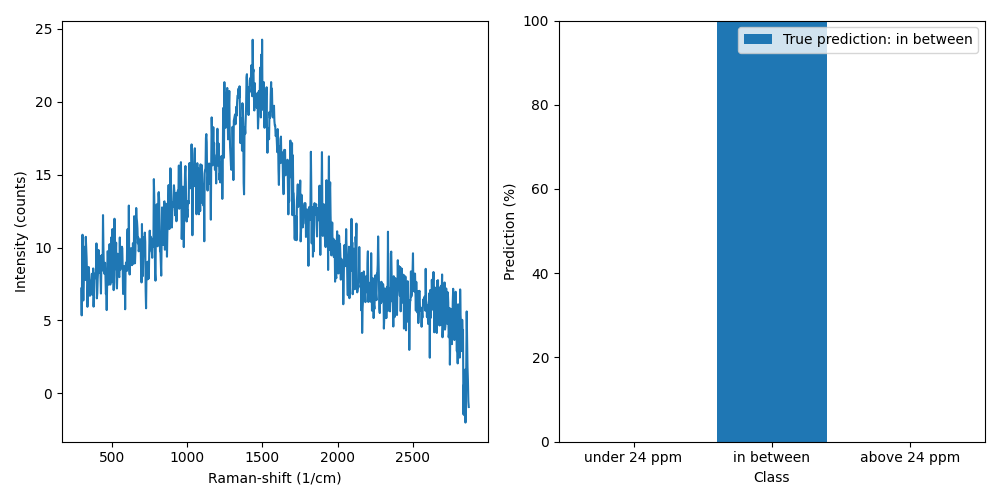 25
20
15
10
5
0
Intensity (counts)
500 1000 1500 2000 2500
Raman-shift (1/cm)
100
80
60
40
20
0
Prediction (%)
True prediction: in between
under 24 ppm in between above 24 ppm
Class